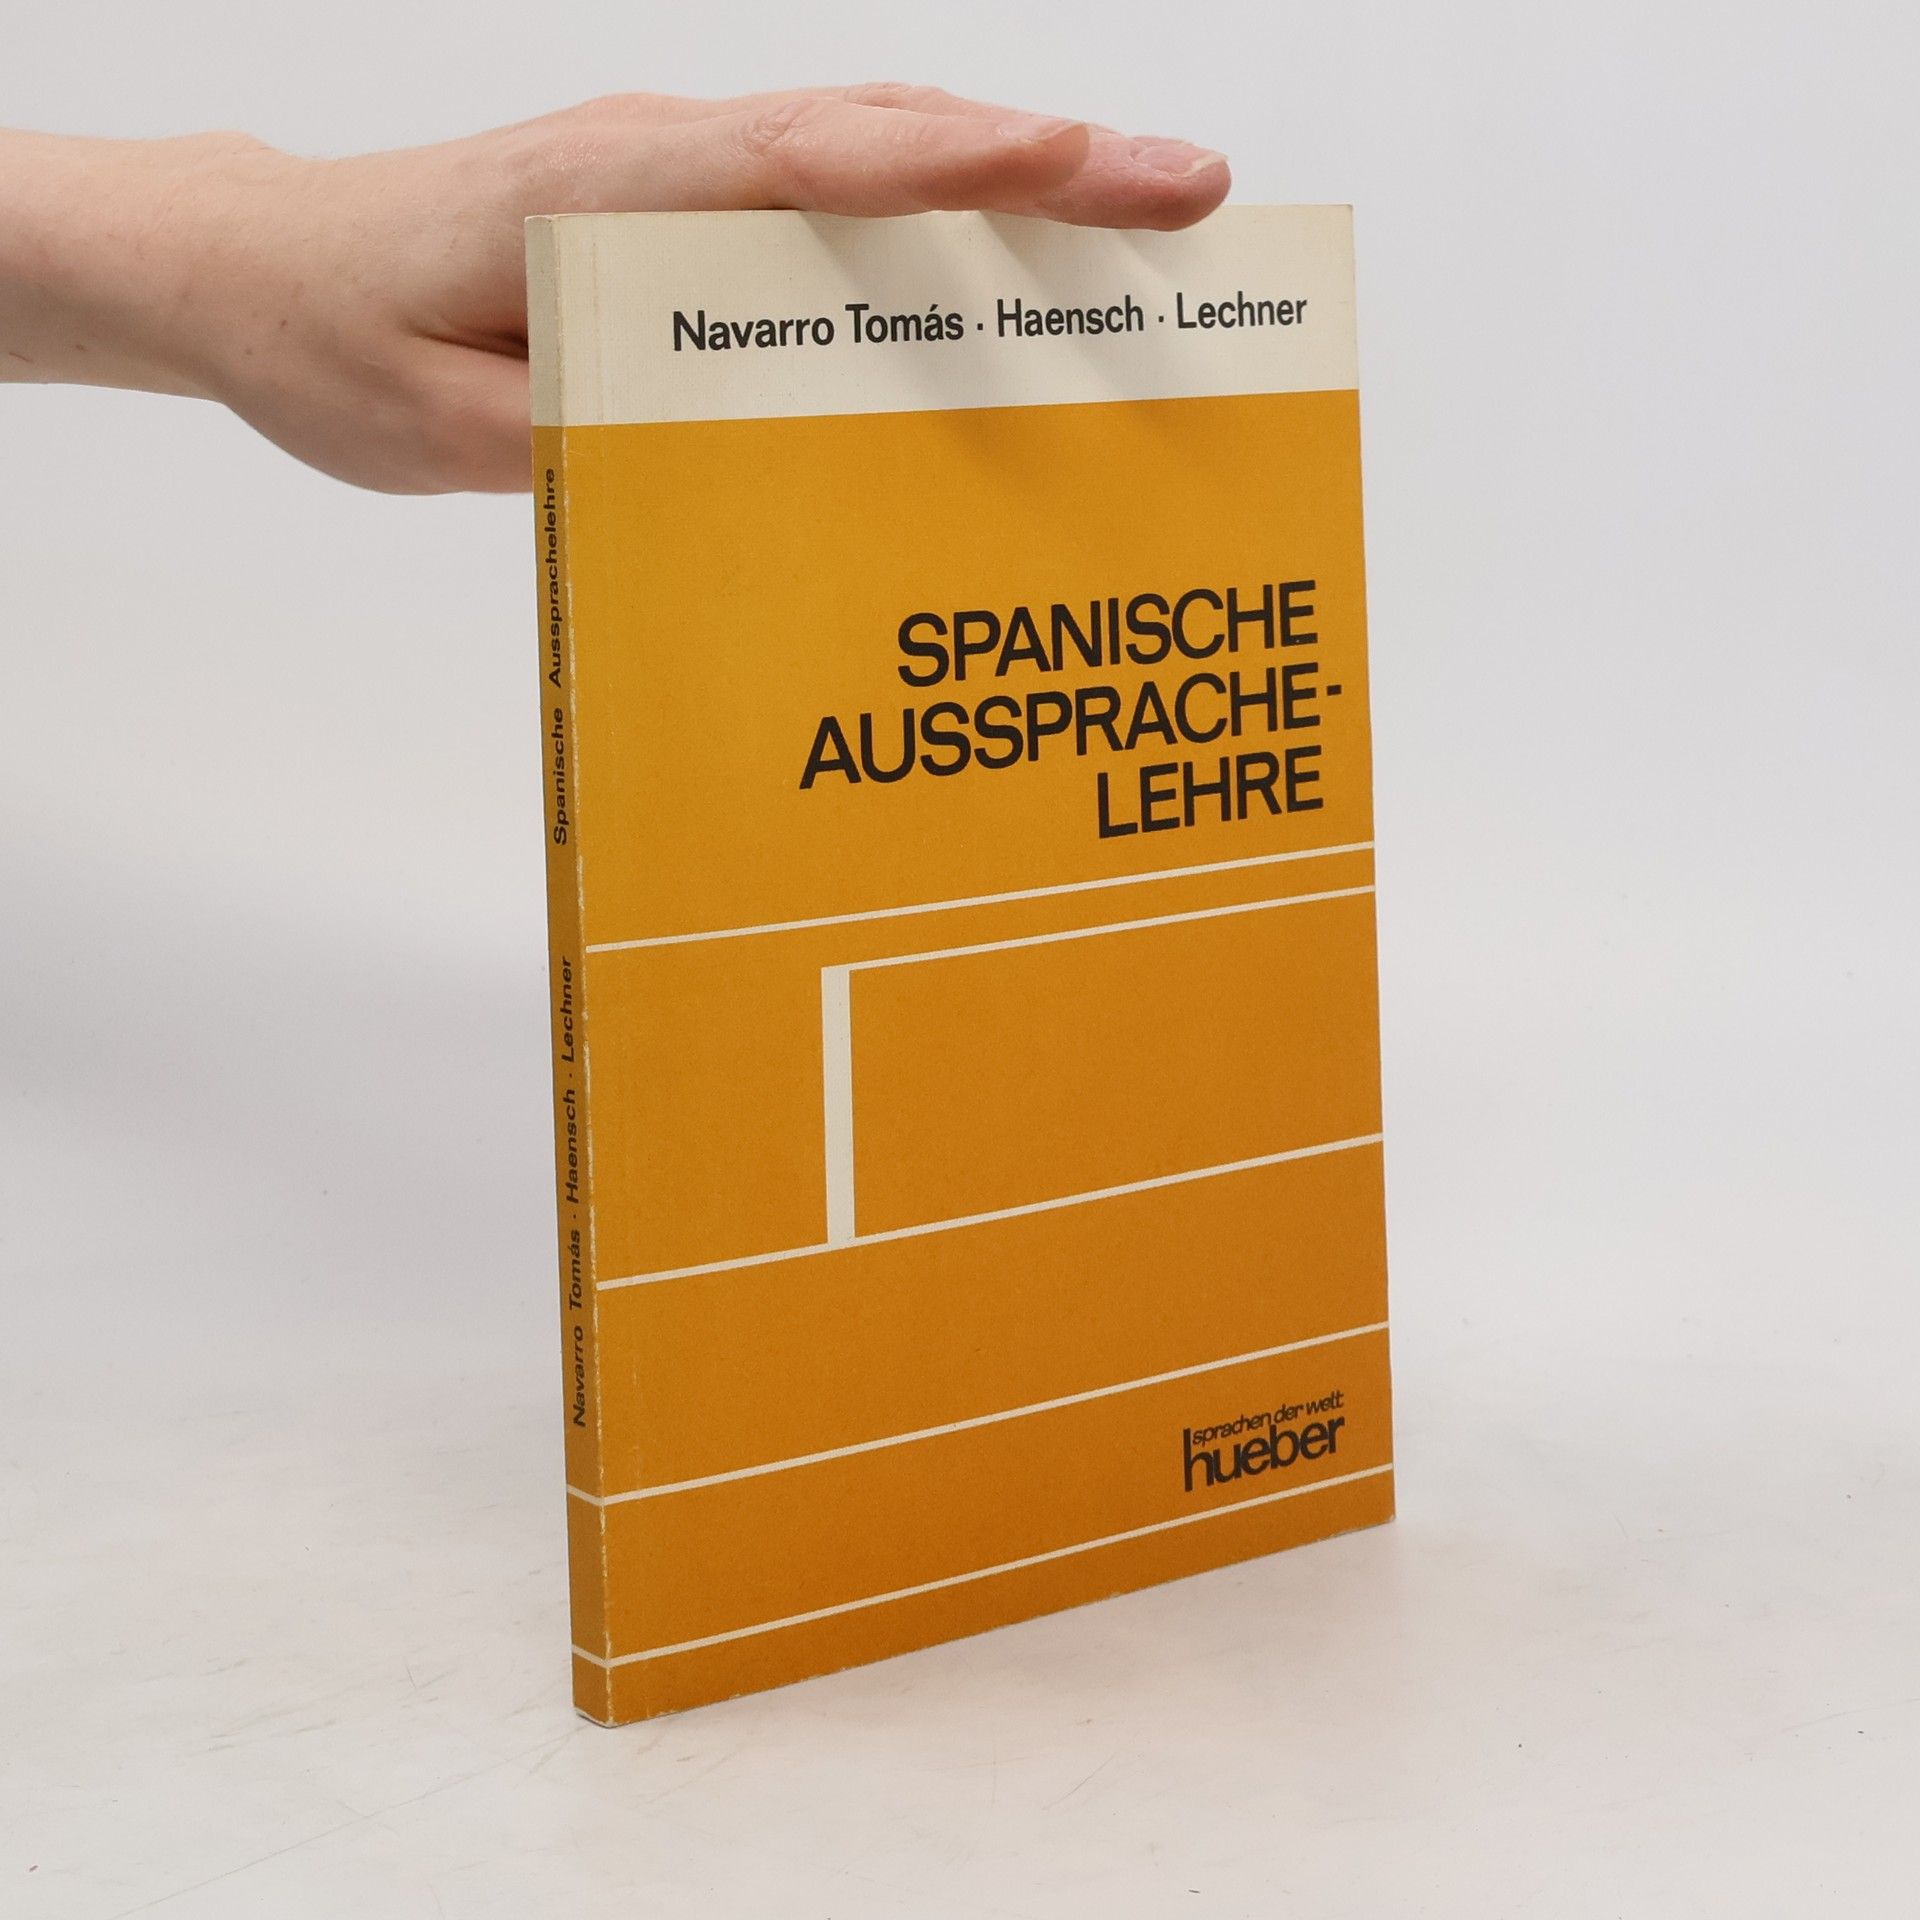 Navarro Tomás · Haensch · Lechner
SPANISCHE
AUSSPRACHE-
LEHRE
sprachen der welt
hueber
Navarro Tomás · Haensch · Lechner Spanische Aussprachelehre